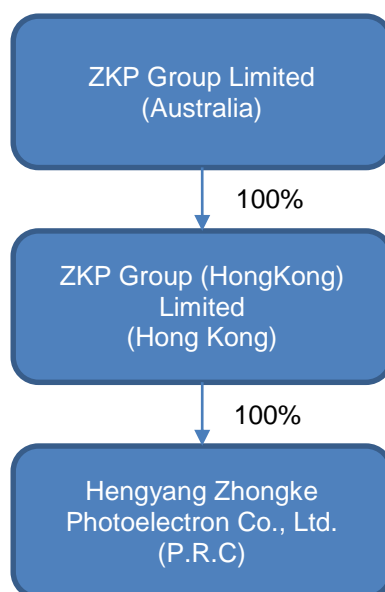 ZKP Group Limited
(Australia)
100%
ZKP Group (HongKong)
Limited
(Hong Kong)
100%
Hengyang Zhongke
Photoelectron Co., Ltd.
(P.R.C)